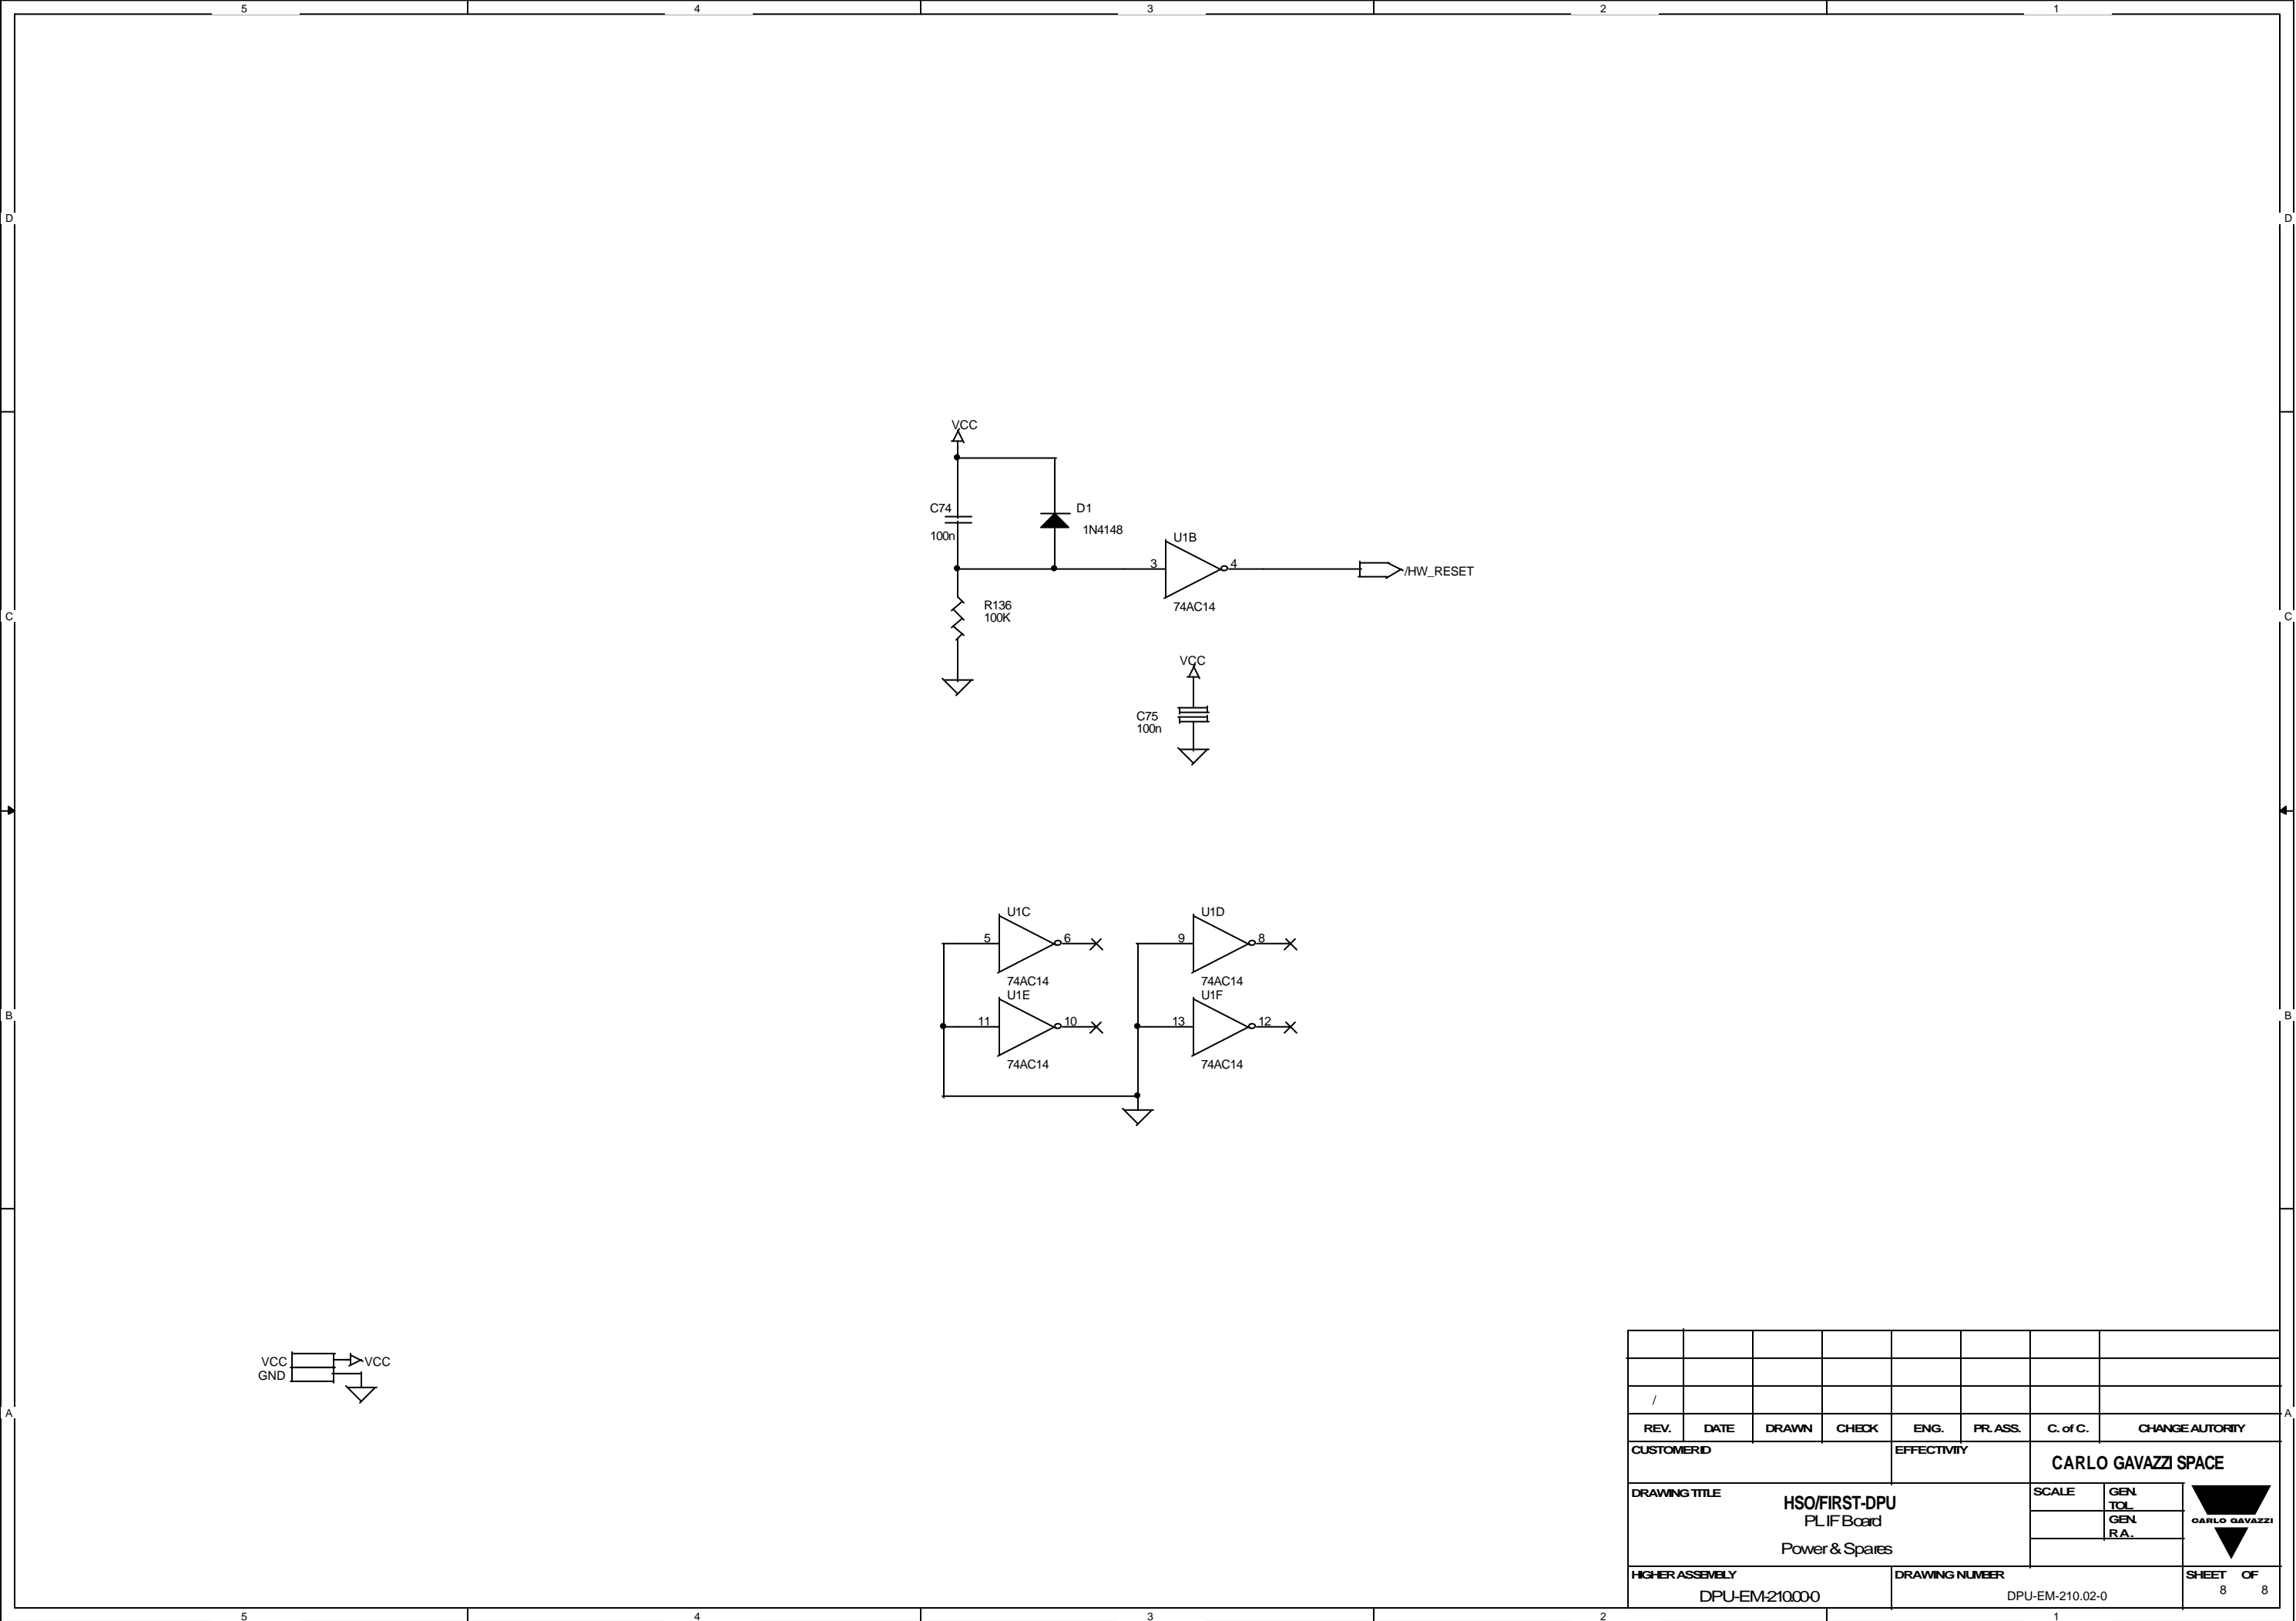 5 4 3 2 1
D D
VCC
C74
100n
D1
1N4148
U1B
3 4
/HW_RESET
74AC14
R136
100K
C C
VCC
C75
100n
U1C
5 6
74AC14
U1D
9 8
74AC14
U1E
11 10
74AC14
U1F
13 12
74AC14
B B
VCC VCC
GND
A A
/
REV. DATE DRAWN CHECK ENG. PR. ASS. C. of C. CHANGE AUTORITY
CUSTOMER ID
EFFECTIVITY
CARLO GAVAZZI SPACE
DRAWING TITLE
HSO/FIRST-DPU
PL IF Board
Power & Spares
SCALE
GEN.
TOL.
GEN.
R.A.
CARLO GAVAZZI
HIGHER ASSEMBLY
DPU-EM-210.00-0
DRAWING NUMBER
DPU-EM-210.02-0
SHEET OF
8 8
5 4 3 2 1